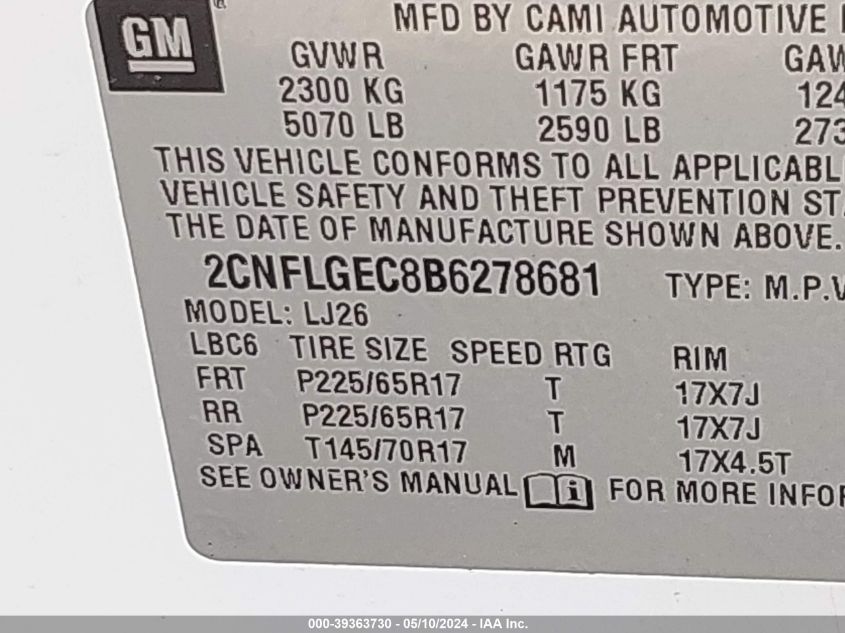 GM
MFD BY CAMI AUTOMOTIVE
GVWR GAWR FRT
2300 KG 1175 KG
5070 LB 2590 LB
THIS VEHICLE CONFORMS TO ALL
VEHICLE SAFETY AND THEFT PREVENTION
THE DATE OF MANUFACTURE SHOWN ABOVE.
2CNFLGEC8B6278681 TYPE: M.P.V
MODEL: LJ26
LBC6 TIRE SIZE SPEED RTG RIM
FRT P225/65R17 T 17X7J
RR P225/65R17 T 17X7J
SPA T145/70R17 M 17X4.5T
SEE OWNER'S MANUAL i FOR MORE
000-39363730 - 05/10/2024 - IAA Inc.